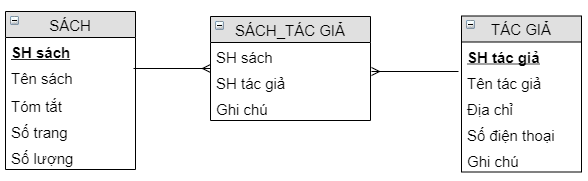 SÁCH
SH sách
Tên sách
Tóm tắt
Số trang
Số lượng
SÁCH_TÁC GIẢ
SH sách
SH tác giả
Ghi chú
TÁC GIẢ
SH tác giả
Tên tác giả
Địa chỉ
Số điện thoại
Ghi chú